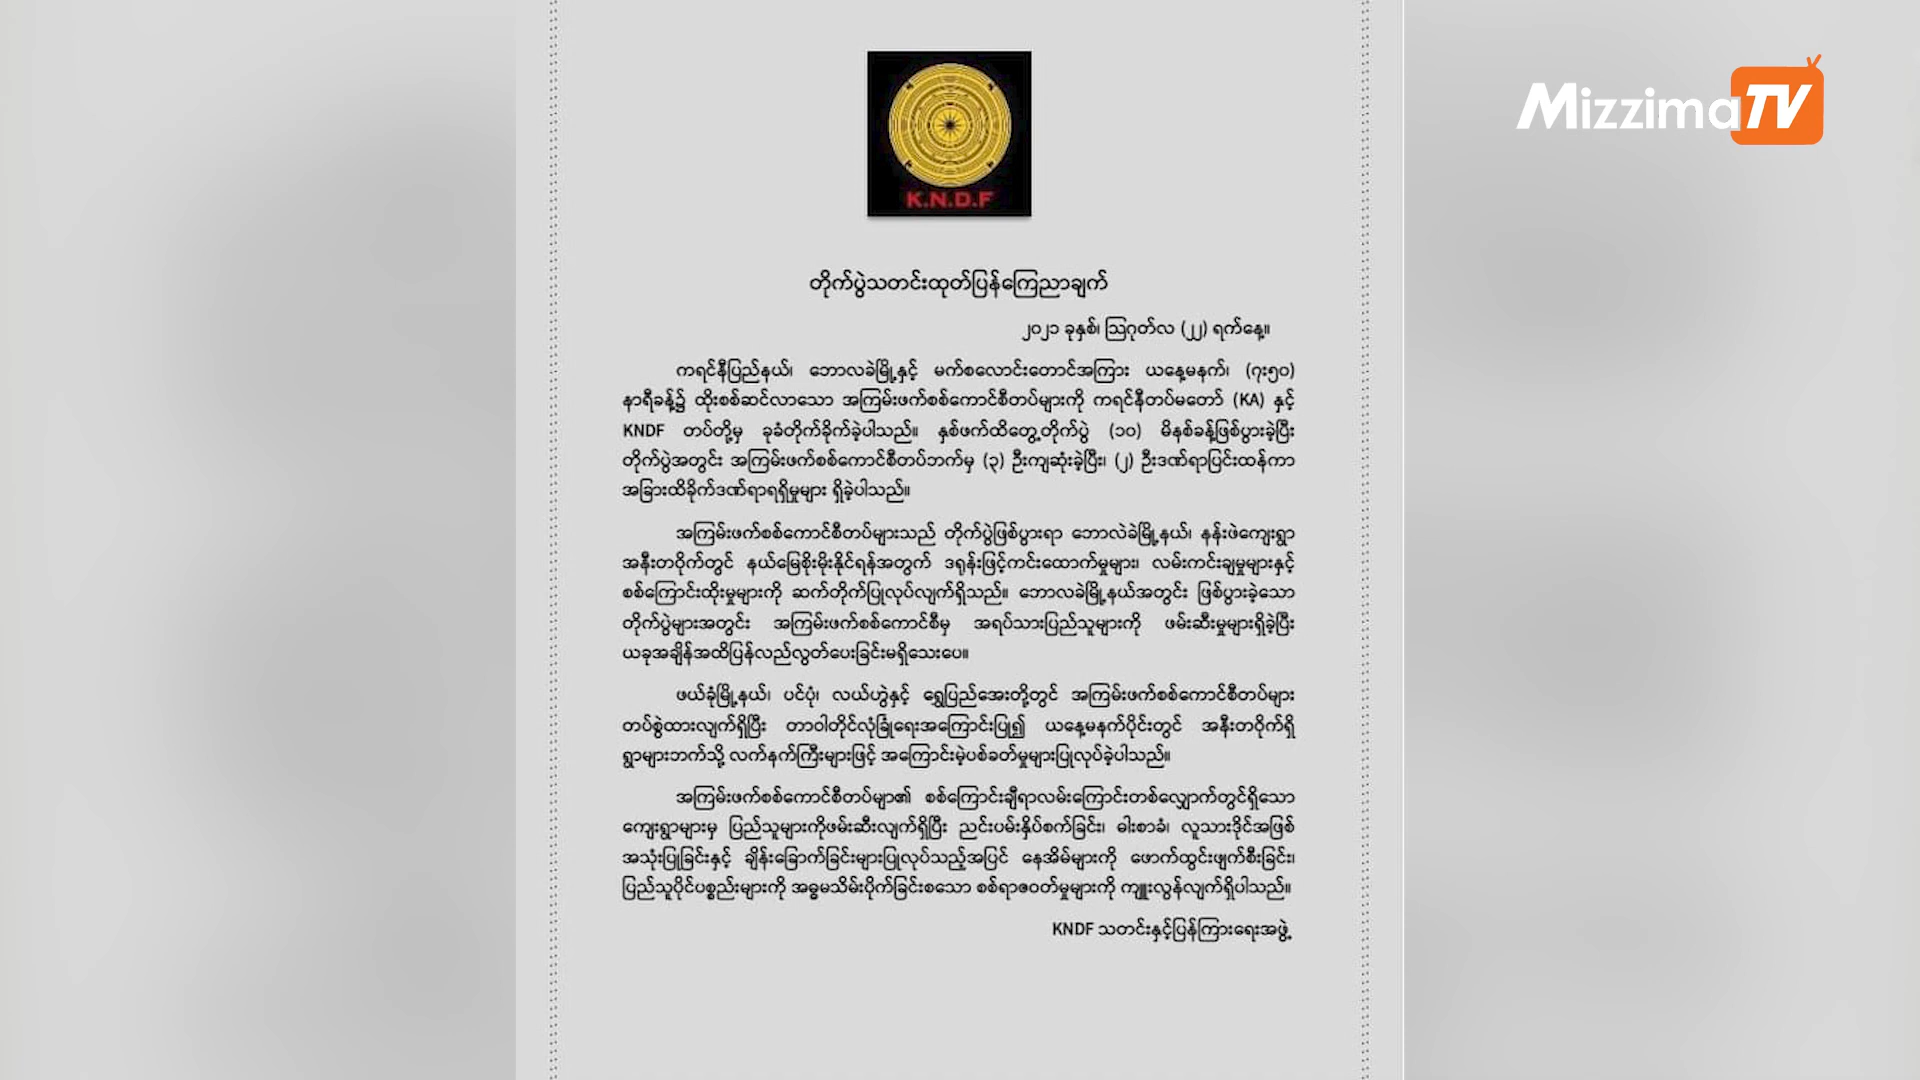 MizzimaTV
K.N.D.F
တိုက်ပွဲသတင်းထုတ်ပြန်ကြေညာချက်
၂၀၂၁ ခုနှစ်၊ ဩဂုတ်လ (၂၂) ရက်နေ့။
ကရင်နီပြည်နယ်၊ ဘောလခဲမြို့နှင့် မက်စလောင်းတောင်အကြား ယနေ့မနက်၊ (၇း၅၀)
နာရီခန့်၌ ထိုးစစ်ဆင်လာသော အကြမ်းဖက်စစ်ကောင်စီတပ်များကို ကရင်နီတပ်မတော် (KA) နှင့်
KNDF တပ်တို့မှ ခုခံတိုက်ခိုက်ခဲ့ပါသည်။ နှစ်ဖက်ထိတွေ့တိုက်ပွဲ (၁၀) မိနစ်ခန့်ဖြစ်ပွားခဲ့ပြီး
တိုက်ပွဲအတွင်း အကြမ်းဖက်စစ်ကောင်စီတပ်ဘက်မှ (၃) ဦးကျဆုံးခဲ့ပြီး၊ (၂) ဦးဒဏ်ရာပြင်းထန်ကာ
အခြားထိခိုက်ဒဏ်ရာရရှိမှုများ ရှိခဲ့ပါသည်။
အကြမ်းဖက်စစ်ကောင်စီတပ်များသည် တိုက်ပွဲဖြစ်ပွားရာ ဘောလဲခဲမြို့နယ်၊ နန်းဖဲကျေးရွာ
အနီးတဝိုက်တွင် နယ်မြေစိုးမိုးနိုင်ရန်အတွက် ဒရုန်းဖြင့်ကင်းထောက်မှုများ၊ လမ်းကင်းချမှုများနှင့်
စစ်ကြောင်းထိုးမှုများကို ဆက်တိုက်ပြုလုပ်လျက်ရှိသည်။ ဘောလခဲမြို့နယ်အတွင်း ဖြစ်ပွားခဲ့သော
တိုက်ပွဲများအတွင်း အကြမ်းဖက်စစ်ကောင်စီမှ အရပ်သားပြည်သူများကို ဖမ်းဆီးမှုများရှိခဲ့ပြီး
ယခုအချိန်အထိပြန်လည်လွတ်ပေးခြင်းမရှိသေးပေ။
ဖယ်ခုံမြို့နယ်၊ ပင်ပုံ၊ လယ်ဟွဲနှင့် ရွှေပြည်အေးတို့တွင် အကြမ်းဖက်စစ်ကောင်စီတပ်များ
တပ်စွဲထားလျက်ရှိပြီး တာဝါတိုင်လုံခြုံရေးအကြောင်းပြု၍ ယနေ့မနက်ပိုင်းတွင် အနီးတဝိုက်ရှိ
ရွာများဘက်သို့ လက်နက်ကြီးများဖြင့် အကြောင်းမဲ့ပစ်ခတ်မှုများပြုလုပ်ခဲ့ပါသည်။
အကြမ်းဖက်စစ်ကောင်စီတပ်မျာ၏ စစ်ကြောင်းချီရာလမ်းကြောင်းတစ်လျှောက်တွင်ရှိသော
ကျေးရွာများမှ ပြည်သူများကိုဖမ်းဆီးလျက်ရှိပြီး ညင်းပမ်းနှိပ်စက်ခြင်း၊ ဓါးစာခံ၊ လူသားဒိုင်အဖြစ်
အသုံးပြုခြင်းနှင့် ချိန်းခြောက်ခြင်းများပြုလုပ်သည့်အပြင် နေအိမ်များကို ဖောက်ထွင်းဖျက်စီးခြင်း၊
ပြည်သူပိုင်ပစ္စည်းများကို အဓမ္မသိမ်းပိုက်ခြင်းစသော စစ်ရာဇဝတ်မှုများကို ကျူးလွန်လျက်ရှိပါသည်။
KNDF သတင်းနှင့်ပြန်ကြားရေးအဖွဲ့